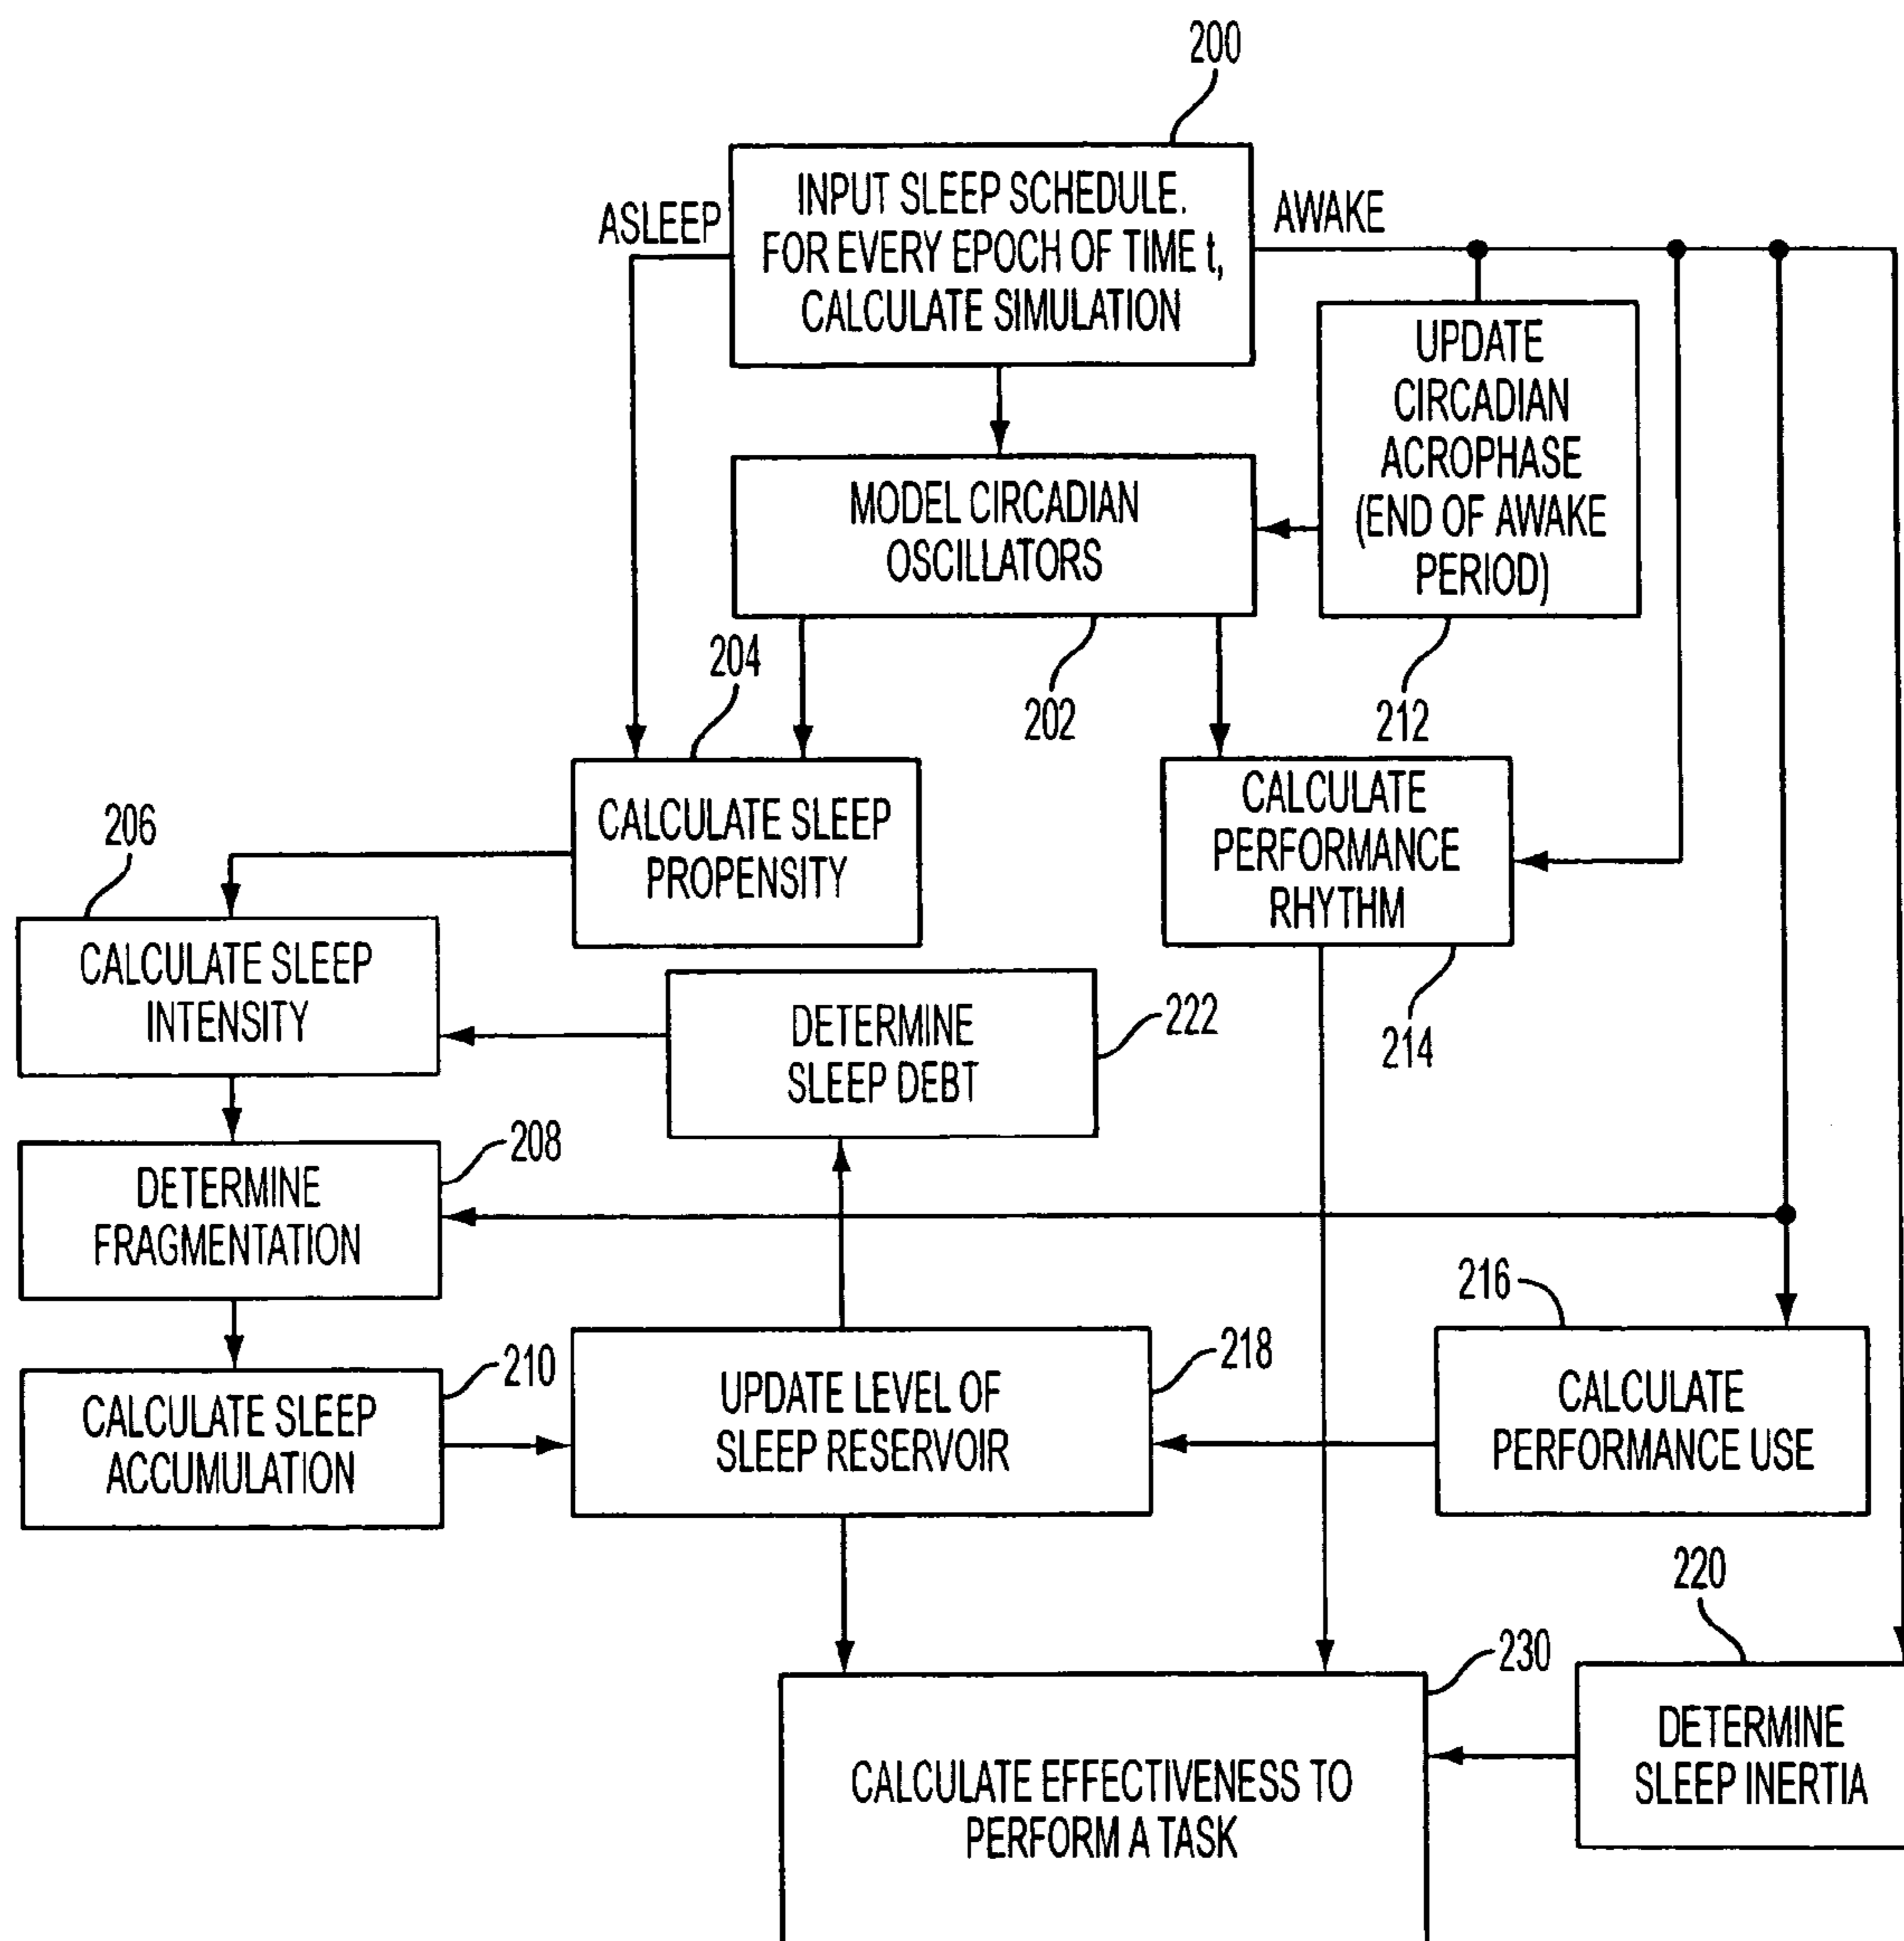 200
INPUT SLEEP SCHEDULE.
FOR EVERY EPOCH OF TIME t,
CALCULATE SIMULATION
ASLEEP
AWAKE
UPDATE
CIRCADIAN
ACROPHASE
(END OF AWAKE
PERIOD)
212
MODEL CIRCADIAN
OSCILLATORS
202
204
CALCULATE SLEEP
PROPENSITY
CALCULATE
PERFORMANCE
RHYTHM
214
206
CALCULATE SLEEP
INTENSITY
DETERMINE
SLEEP DEBT
222
208
DETERMINE
FRAGMENTATION
210
CALCULATE SLEEP
ACCUMULATION
UPDATE LEVEL OF
SLEEP RESERVOIR
218
216
CALCULATE
PERFORMANCE USE
220
DETERMINE
SLEEP INERTIA
230
CALCULATE EFFECTIVENESS TO
PERFORM A TASK